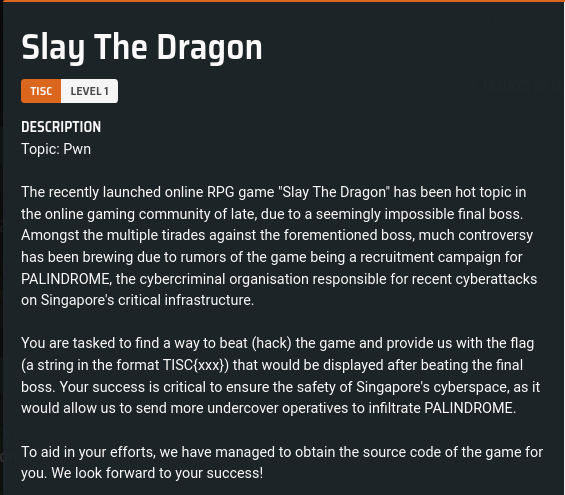 Slay The Dragon
TISC LEVEL 1
DESCRIPTION
Topic: Pwn
The recently launched online RPG game "Slay The Dragon" has been hot topic in
the online gaming community of late, due to a seemingly impossible final boss.
Amongst the multiple tirades against the forementioned boss, much controversy
has been brewing due to rumors of the game being a recruitment campaign for
PALINDROME, the cybercriminal organisation responsible for recent cyberattacks
on Singapore's critical infrastructure.
You are tasked to find a way to beat (hack) the game and provide us with the flag
(a string in the format TISC{xxx}) that would be displayed after beating the final
boss. Your success is critical to ensure the safety of Singapore's cyberspace, as it
would allow us to send more undercover operatives to infiltrate PALINDROME.
To aid in your efforts, we have managed to obtain the source code of the game for
you. We look forward to your success!